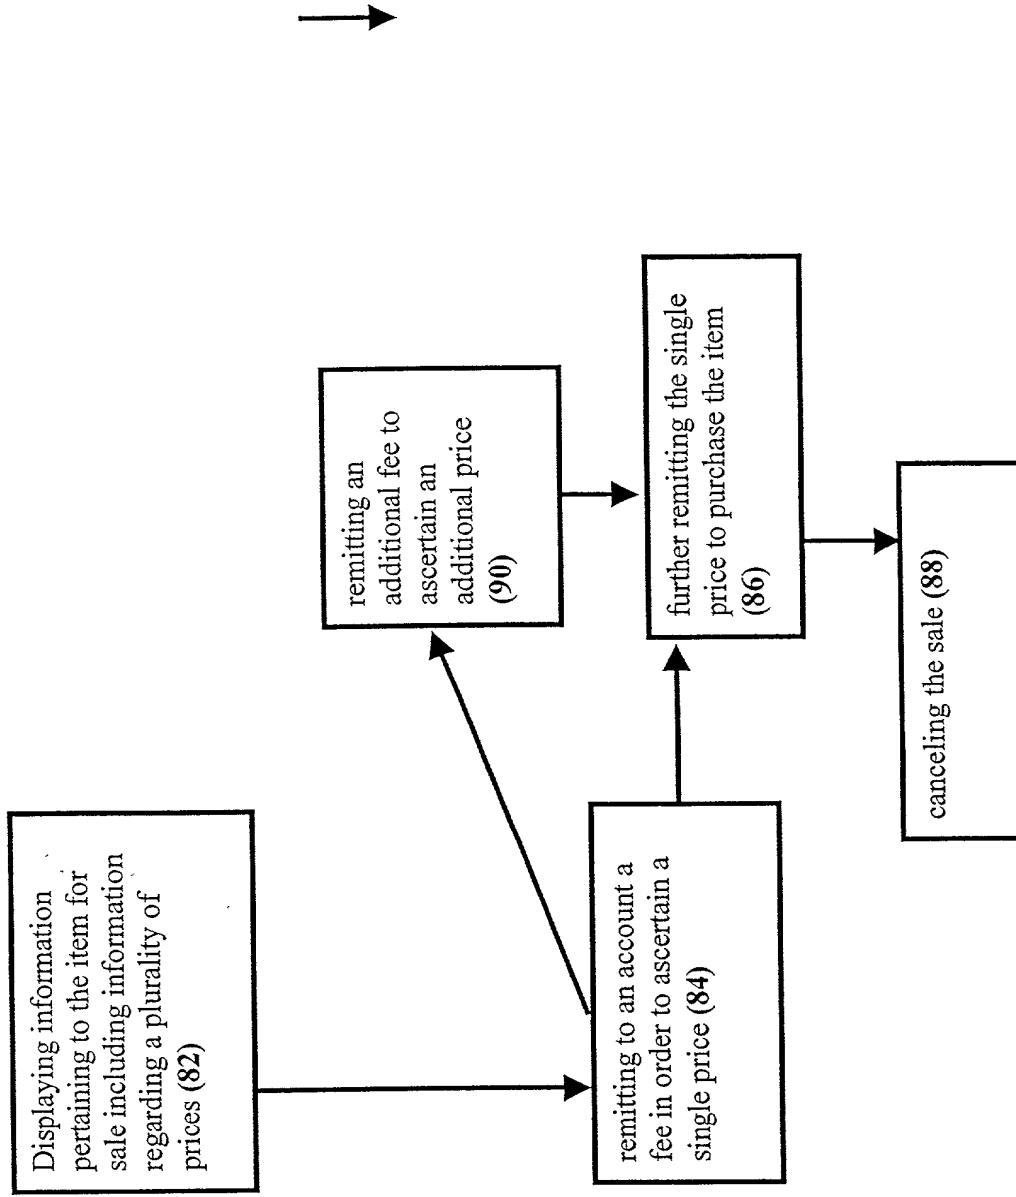 Displaying information
pertaining to the item for
sale including information
regarding a plurality of
prices (82)
remitting to an account a
fee in order to ascertain a
single price (84)
remitting an
additional fee to
ascertain an
additional price
(90)
further remitting the single
price to purchase the item
(86)
canceling the sale (88)